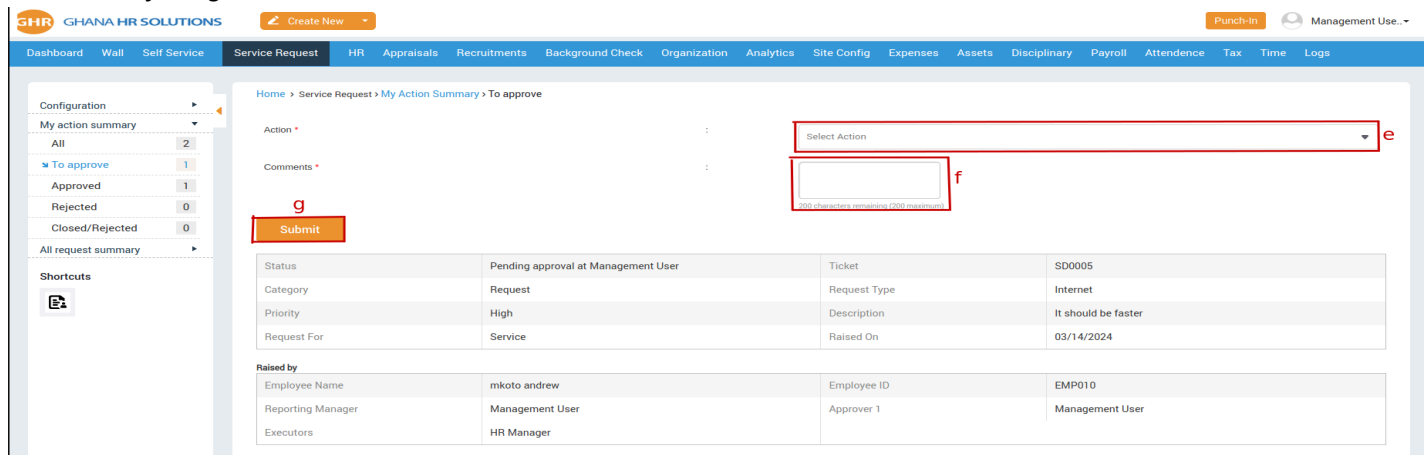 GHR GHANA HR SOLUTIONS Create New Punch-In Management Use..
Dashboard Wall Self Service Service Request HR Appraisals Recruitments Background Check Organization Analytics Site Config Expenses Assets Disciplinary Payroll Attendence Tax Time Logs
Configuration
My action summary
All 2
To approve 1
Approved 1
Rejected 0
Closed/Rejected 0
All request summary
Shortcuts
Home > Service Request > My Action Summary > To approve
Action * : Select Action e
Comments * : f
200 characters remaining (200 maximum)
g
Submit
Status Pending approval at Management User Ticket SD0005
Category Request Request Type Internet
Priority High Description It should be faster
Request For Service Raised On 03/14/2024
Raised by
Employee Name mkoto andrew Employee ID EMP010
Reporting Manager Management User Approver 1 Management User
Executors HR Manager